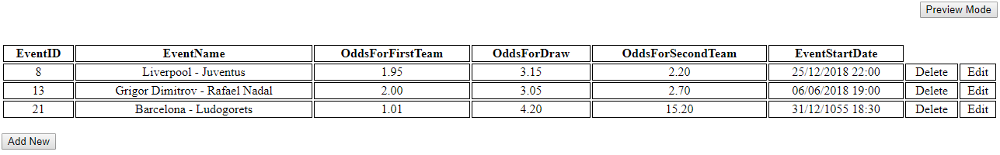 Preview Mode
EventID EventName OddsForFirstTeam OddsForDraw OddsForSecondTeam EventStartDate
8 Liverpool - Juventus 1.95 3.15 2.20 25/12/2018 22:00 Delete Edit
13 Grigor Dimitrov - Rafael Nadal 2.00 3.05 2.70 06/06/2018 19:00 Delete Edit
21 Barcelona - Ludogorets 1.01 4.20 15.20 31/12/1055 18:30 Delete Edit
Add New